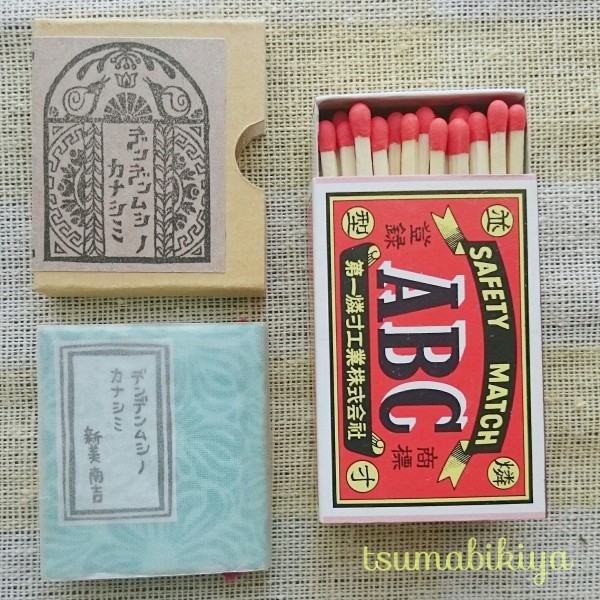 デンデンムシノ
カナシミ
デンデンムシノ
カナシミ
新美南吉
SAFETY MATCH
ABC
登録
商標
第一燐寸工業株式会社
並
型
燐
寸
tsumabikiya